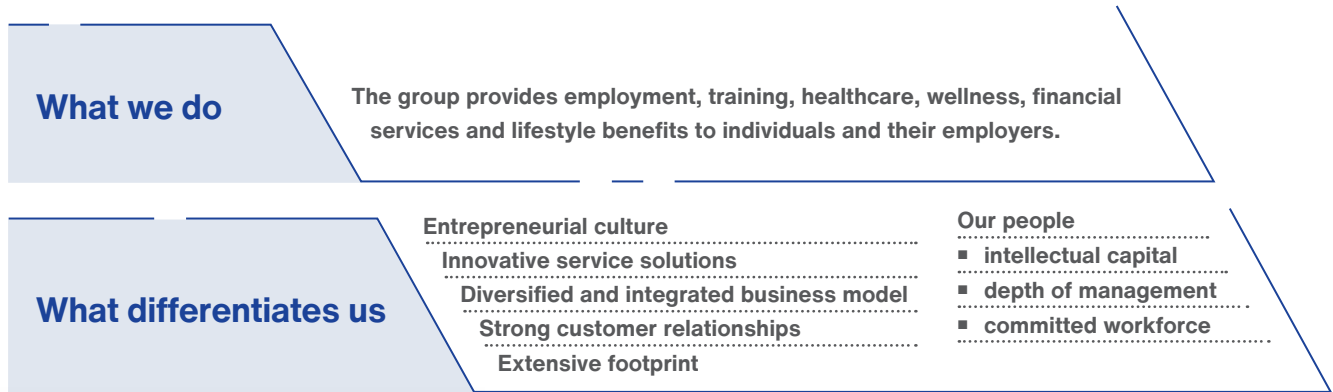 What we do
The group provides employment, training, healthcare, wellness, financial
services and lifestyle benefits to individuals and their employers.
What differentiates us
Entrepreneurial culture
Innovative service solutions
Diversified and integrated business model
Strong customer relationships
Extensive footprint
Our people
▪ intellectual capital
▪ depth of management
▪ committed workforce